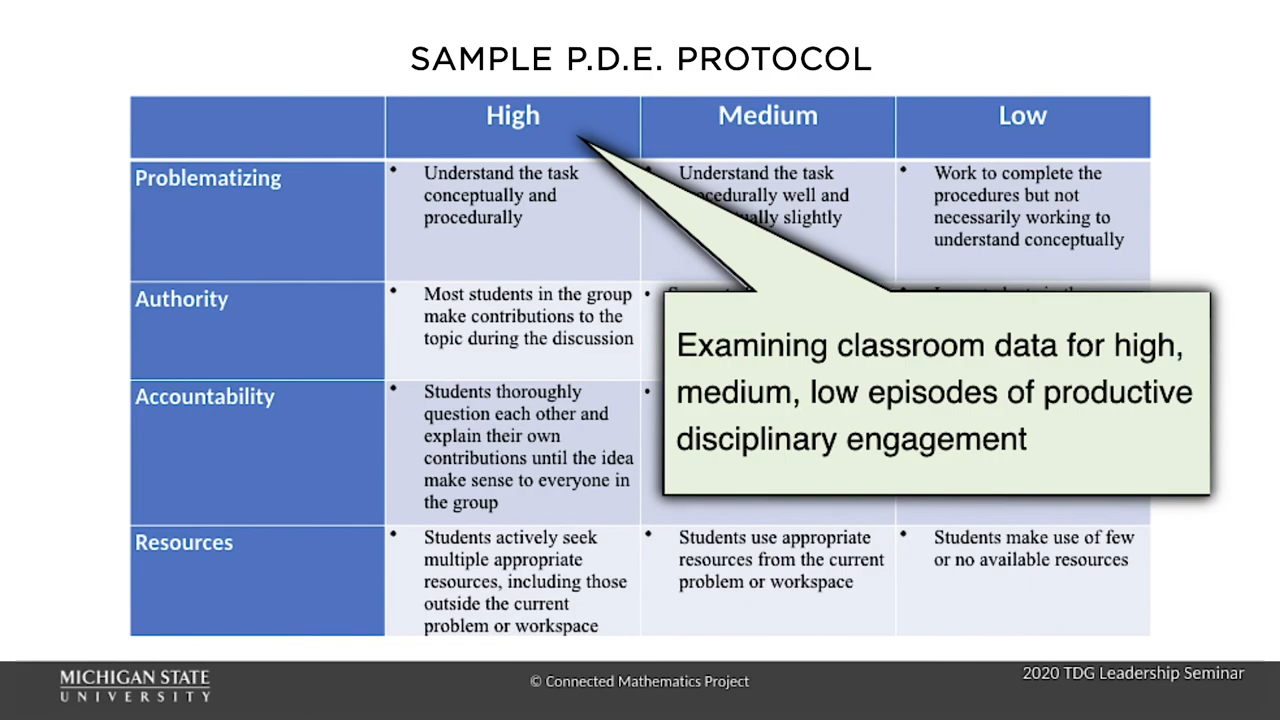 SAMPLE P.D.E. PROTOCOL
High
Medium
Low
Problematizing
• Understand the task
conceptually and
procedurally
Understand the task
well and
slightly
• Work to complete the
procedures but not
necessarily working to
understand conceptually
Authority
• Most students in the group
make contributions to the
topic during the discussion
•
Accountability
• Students thoroughly
question each other and
explain their own
contributions until the idea
make sense to everyone in
the group
•
Examining classroom data for high,
medium, low episodes of productive
disciplinary engagement
Resources
• Students actively seek
multiple appropriate
resources, including those
outside the current
problem or workspace
• Students use appropriate
resources from the current
problem or workspace
• Students make use of few
or no available resources
MICHIGAN STATE
UNIVERSITY
© Connected Mathematics Project
2020 TDG Leadership Seminar